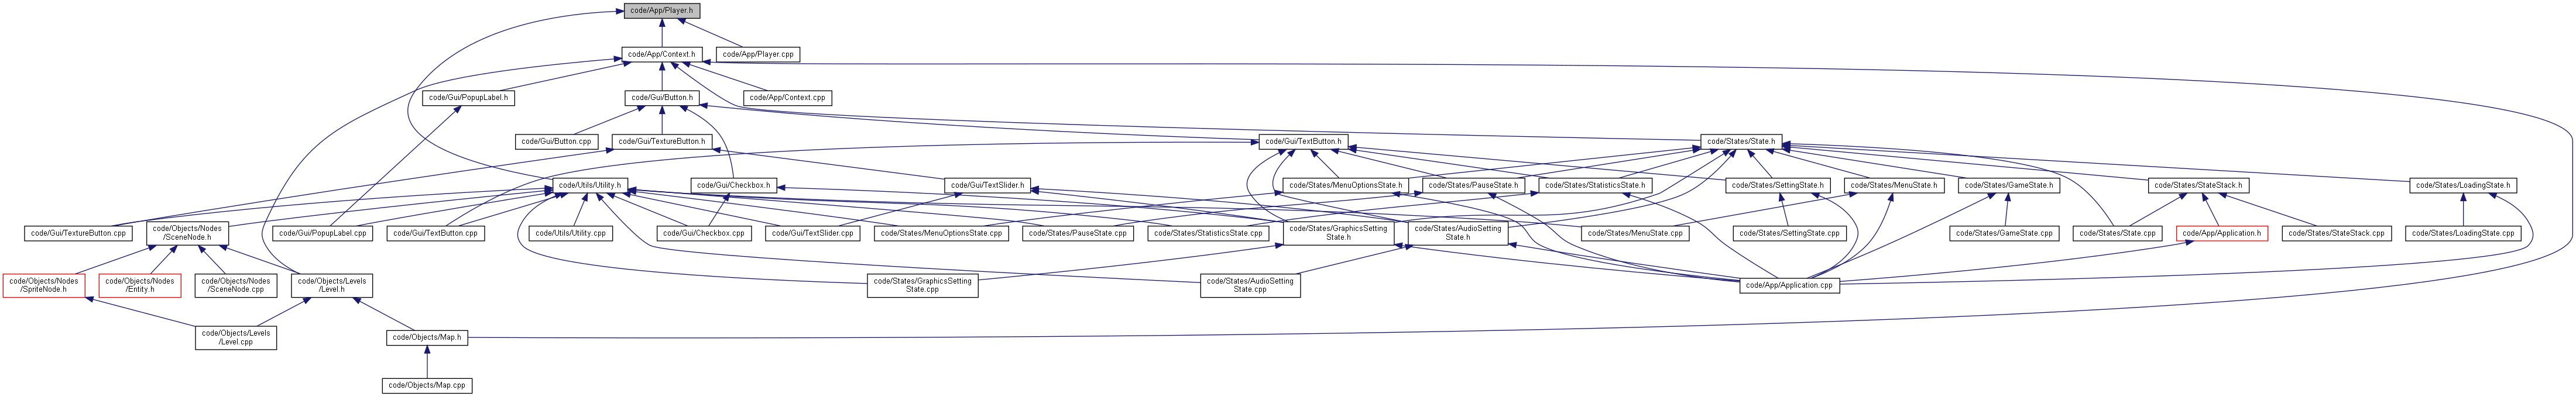 code/App/Player.h
code/App/Context.h
code/App/Player.cpp
code/Gui/PopupLabel.h
code/Gui/Button.h
code/App/Context.cpp
code/Gui/Button.cpp
code/Gui/TextureButton.h
code/Gui/TextButton.h
code/States/State.h
code/Utils/Utility.h
code/Gui/Checkbox.h
code/Gui/TextSlider.h
code/States/MenuOptionsState.h
code/States/PauseState.h
code/States/StatisticsState.h
code/States/SettingState.h
code/States/MenuState.h
code/States/GameState.h
code/States/StateStack.h
code/States/LoadingState.h
code/Gui/TextureButton.cpp
code/Objects/Nodes
/SceneNode.h
code/Gui/PopupLabel.cpp
code/Gui/TextButton.cpp
code/Utils/Utility.cpp
code/Gui/Checkbox.cpp
code/Gui/TextSlider.cpp
code/States/MenuOptionsState.cpp
code/States/PauseState.cpp
code/States/StatisticsState.cpp
code/States/GraphicsSetting
State.h
code/States/AudioSetting
State.h
code/States/MenuState.cpp
code/States/SettingState.cpp
code/States/GameState.cpp
code/States/State.cpp
code/App/Application.h
code/States/StateStack.cpp
code/States/LoadingState.cpp
code/Objects/Nodes
/SpriteNode.h
code/Objects/Nodes
/Entity.h
code/Objects/Nodes
/SceneNode.cpp
code/Objects/Levels
/Level.h
code/States/GraphicsSetting
State.cpp
code/States/AudioSetting
State.cpp
code/App/Application.cpp
code/Objects/Levels
/Level.cpp
code/Objects/Map.h
code/Objects/Map.cpp